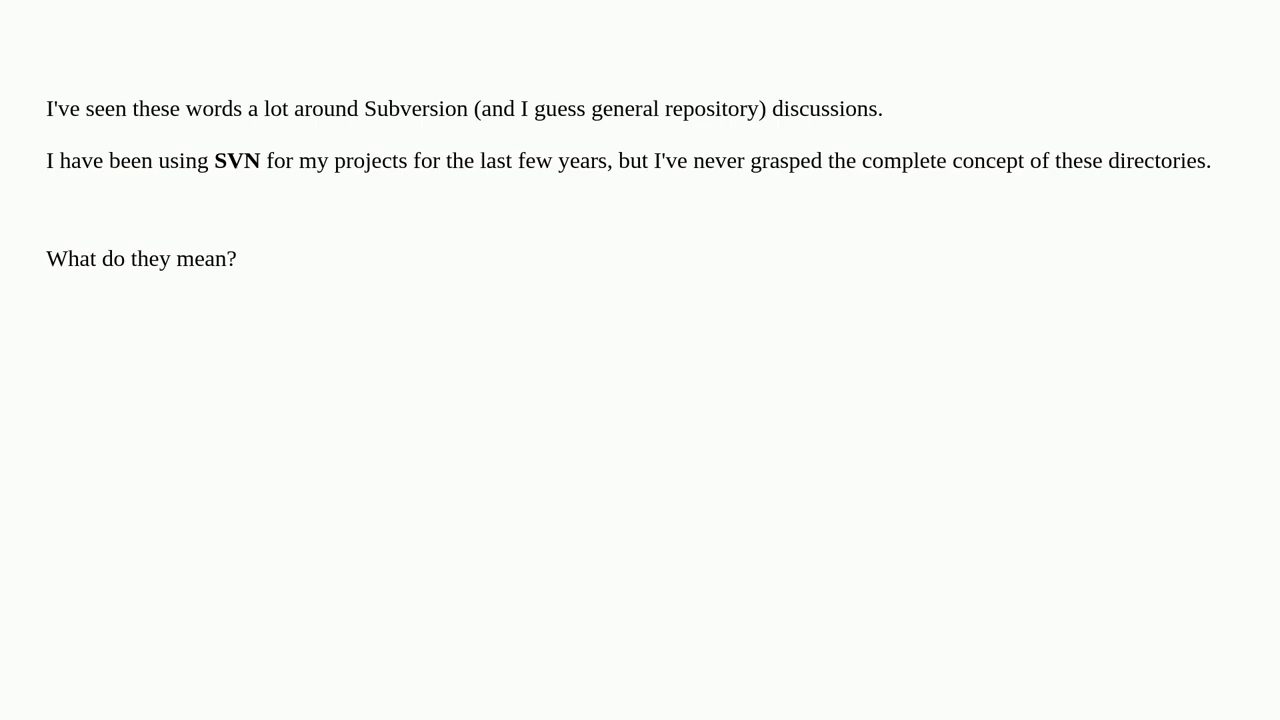 I've seen these words a lot around Subversion (and I guess general repository) discussions.
I have been using SVN for my projects for the last few years, but I've never grasped the complete concept of these directories.
What do they mean?